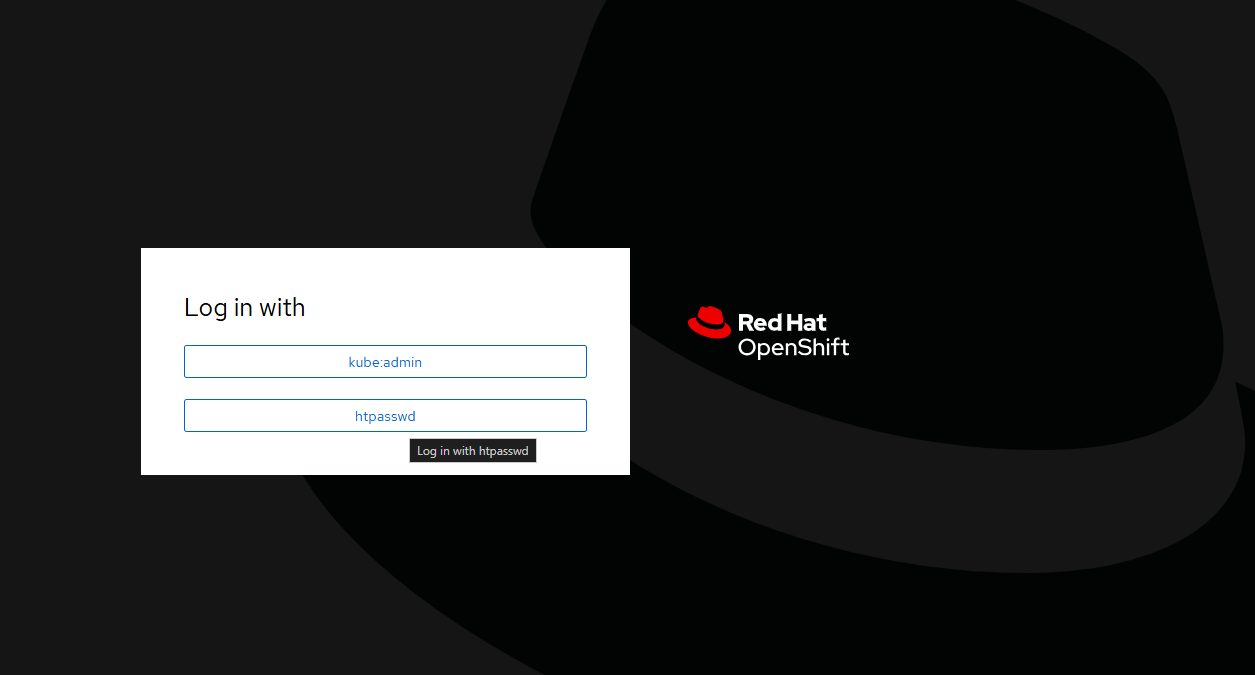 Log in with
kube:admin
htpasswd
Log in with htpasswd
Red Hat
OpenShift